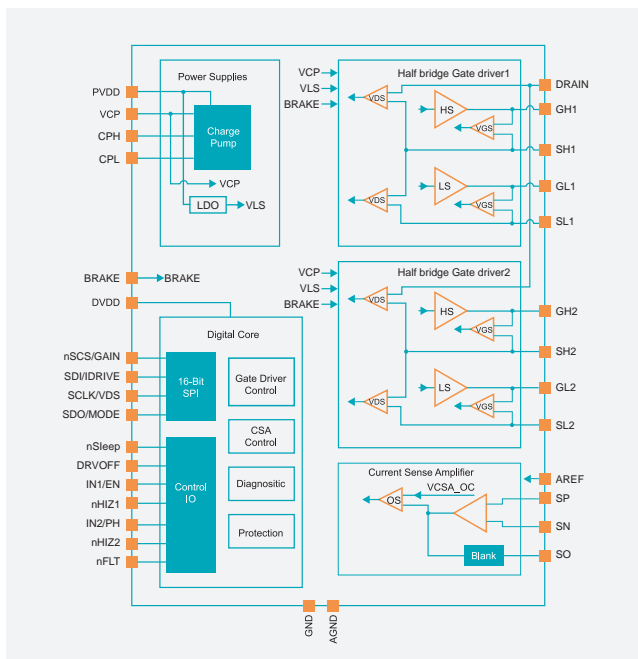 Power Supplies
PVDD
VCP
CPH
CPL
Charge
Pump
VCP
LDO
VLS
VCP
VLS
BRAKE
Half bridge Gate driver1
VDS
HS
VGS
VDS
LS
VGS
DRAIN
GH1
SH1
GL1
SL1
BRAKE
BRAKE
DVDD
VCP
VLS
BRAKE
Half bridge Gate driver2
VDS
HS
VGS
VDS
LS
VGS
GH2
SH2
GL2
SL2
Digital Core
nSCS/GAIN
SDI/IDRIVE
SCLK/VDS
SDO/MODE
16-Bit
SPI
Gate Driver
Control
CSA
Control
Diagnositic
Protection
nSleep
DRVOFF
IN1/EN
nHIZ1
IN2/PH
nHIZ2
nFLT
Control
IO
Current Sense Amplifier
VCSA_OC
OS
Blank
AREF
SP
SN
SO
GND
AGND